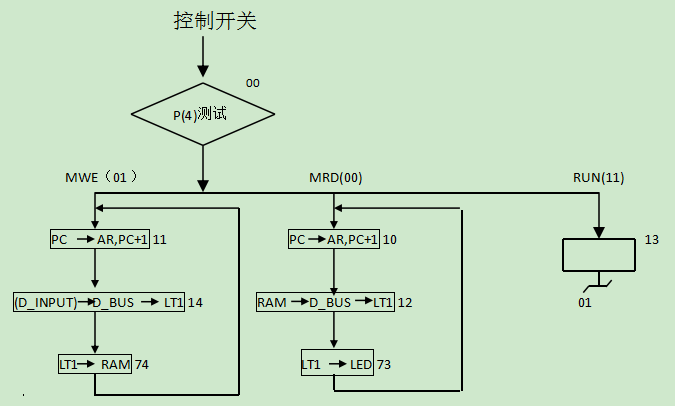 控制开关
00
P(4)测试
MWE（01）
MRD(00)
RUN(11)
PC → AR,PC+1 11
PC → AR,PC+1 10
13
(D_INPUT)→D_BUS → LT1 14
RAM → D_BUS → LT1 12
01
LT1 → RAM 74
LT1 → LED 73